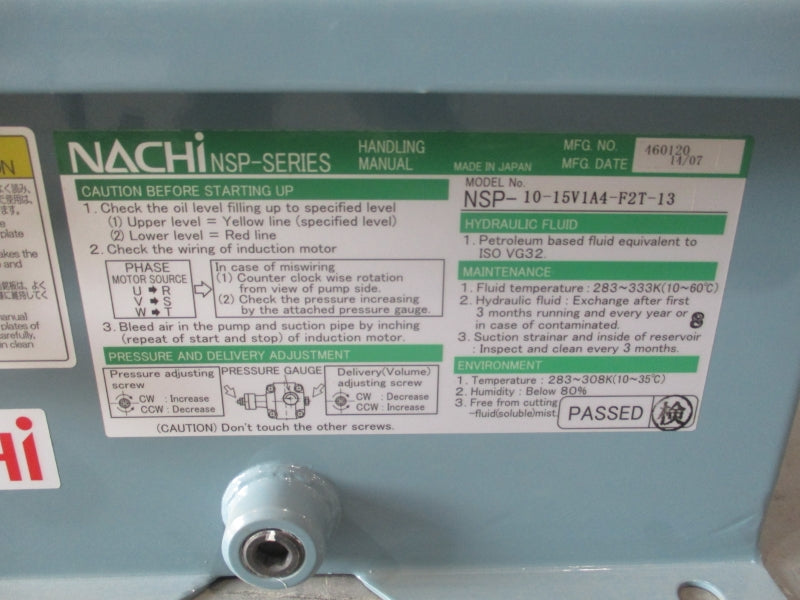 NACHi NSP-SERIES HANDLING MANUAL MADE IN JAPAN
MFG. NO. 460120
MFG. DATE 14/07
CAUTION BEFORE STARTING UP
1. Check the oil level filling up to specified level
(1) Upper level = Yellow line (specified level)
(2) Lower level = Red line
2. Check the wiring of induction motor
PHASE
MOTOR SOURCE
U ➡ R
V ➡ S
W ➡ T
In case of miswiring
(1) Counter clock wise rotation
from view of pump side.
(2) Check the pressure increasing
by the attached pressure gauge.
3. Bleed air in the pump and suction pipe by inching
(repeat of start and stop) of induction motor.
PRESSURE AND DELIVERY ADJUSTMENT
Pressure adjusting
screw
CW : Increase
CCW : Decrease
PRESSURE GAUGE
Delivery(Volume)
adjusting screw
CW : Decrease
CCW : Increase
(CAUTION) Don't touch the other screws.
MODEL No.
NSP- 10-15V1A4-F2T-13
HYDRAULIC FLUID
1. Petroleum based fluid equivalent to
ISO VG32.
MAINTENANCE
1. Fluid temperature : 283~333K(10~60℃)
2. Hydraulic fluid : Exchange after first
3 months running and every year or
in case of contaminated.
3. Suction strainar and inside of reservoir
: Inspect and clean every 3 months.
ENVIRONMENT
1. Temperature : 283~308K(10~35℃)
2. Humidity : Below 80%
3. Free from cutting
-fluid(soluble)mist.
PASSED 検
Hi